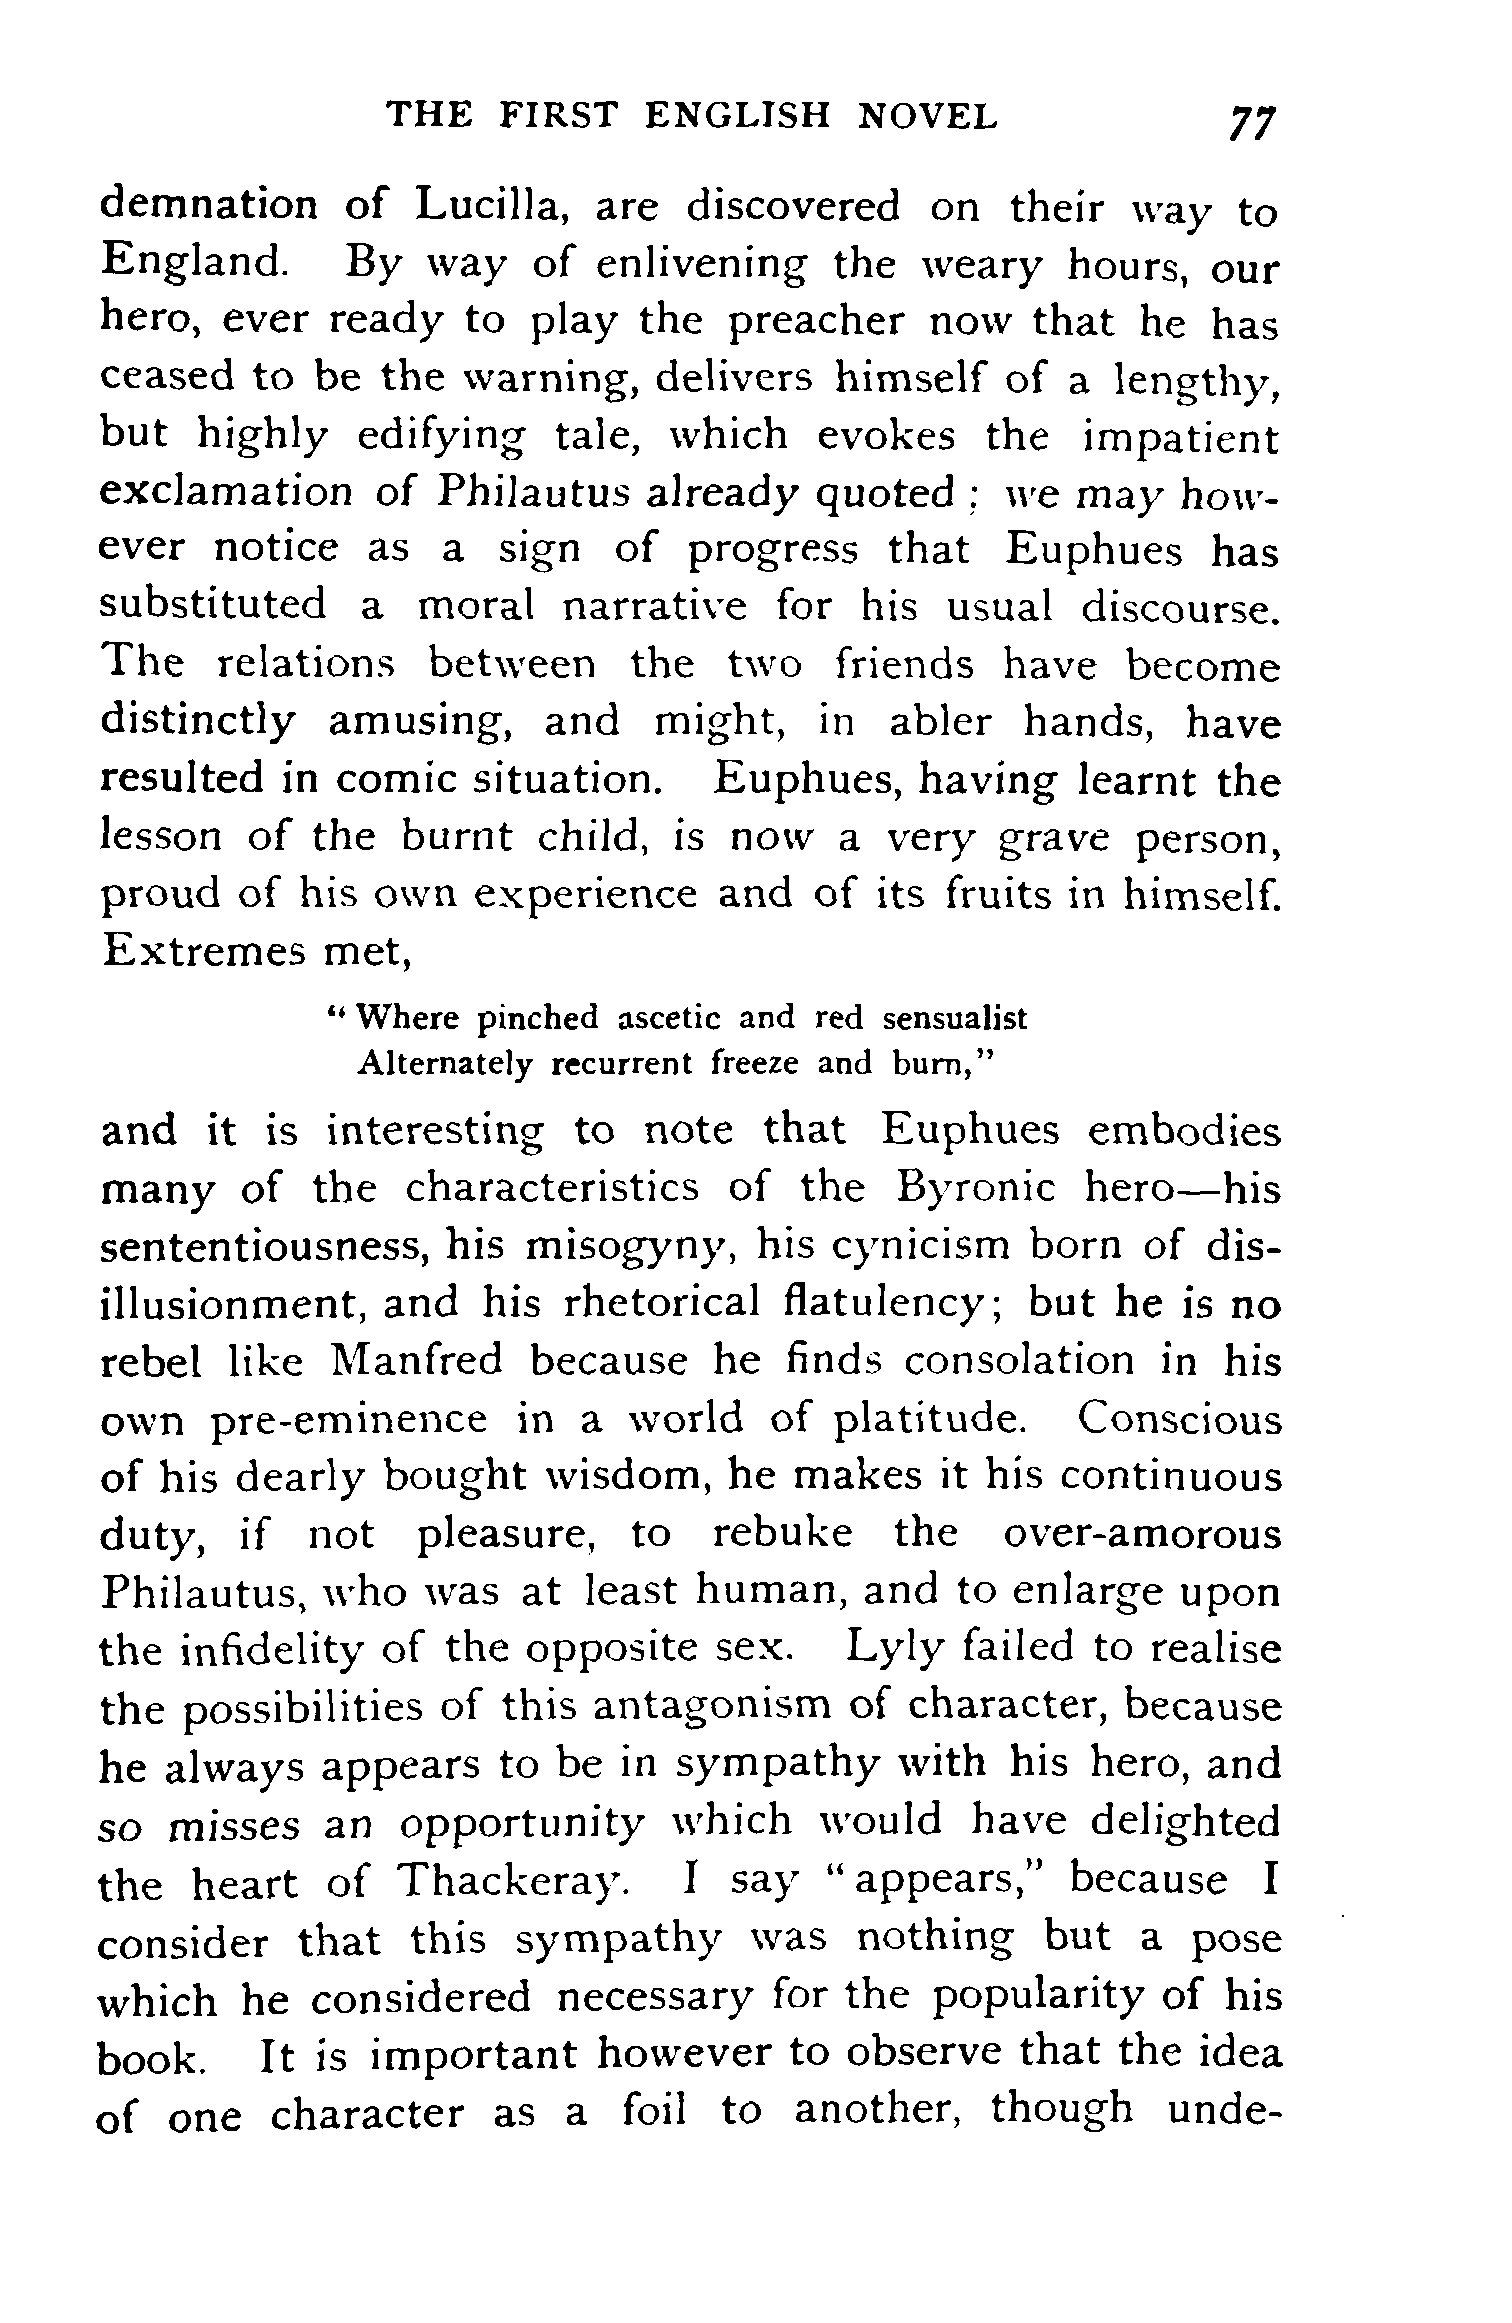 THE FIRST ENGLISH NOVEL 77
demnation of Lucilla, are discovered on their way to
England. By way of enlivening the weary hours, our
hero, ever ready to play the preacher now that he has
ceased to be the warning, delivers himself of a lengthy,
but highly edifying tale, which evokes the impatient
exclamation of Philautus already quoted ; we may how-
ever notice as a sign of progress that Euphues has
substituted a moral narrative for his usual discourse.
The relations between the two friends have become
distinctly amusing, and might, in abler hands, have
resulted in comic situation. Euphues, having learnt the
lesson of the burnt child, is now a very grave person,
proud of his own experience and of its fruits in himself.
Extremes met,
“ Where pinched ascetic and red sensualist
Alternately recurrent freeze and burn,”
and it is interesting to note that Euphues embodies
many of the characteristics of the Byronic hero—his
sententiousness, his misogyny, his cynicism born of dis-
illusionment, and his rhetorical flatulency; but he is no
rebel like Manfred because he finds consolation in his
own pre-eminence in a world of platitude. Conscious
of his dearly bought wisdom, he makes it his continuous
duty, if not pleasure, to rebuke the over-amorous
Philautus, who was at least human, and to enlarge upon
the infidelity of the opposite sex. Lyly failed to realise
the possibilities of this antagonism of character, because
he always appears to be in sympathy with his hero, and
so misses an opportunity which would have delighted
the heart of Thackeray. I say “ appears,” because I
consider that this sympathy was nothing but a pose
which he considered necessary for the popularity of his
book. It is important however to observe that the idea
of one character as a foil to another, though unde-